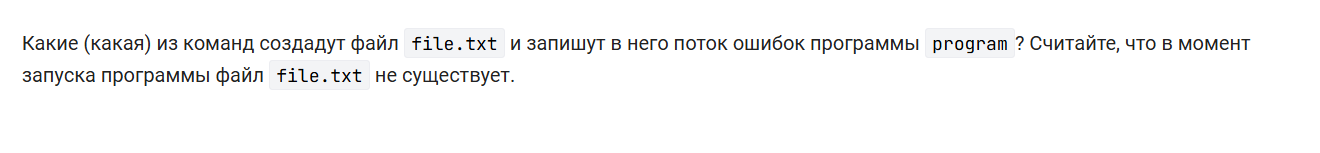 Какие (какая) из команд создадут файл file.txt и запишут в него поток ошибок программы program? Считайте, что в момент
запуска программы файл file.txt не существует.